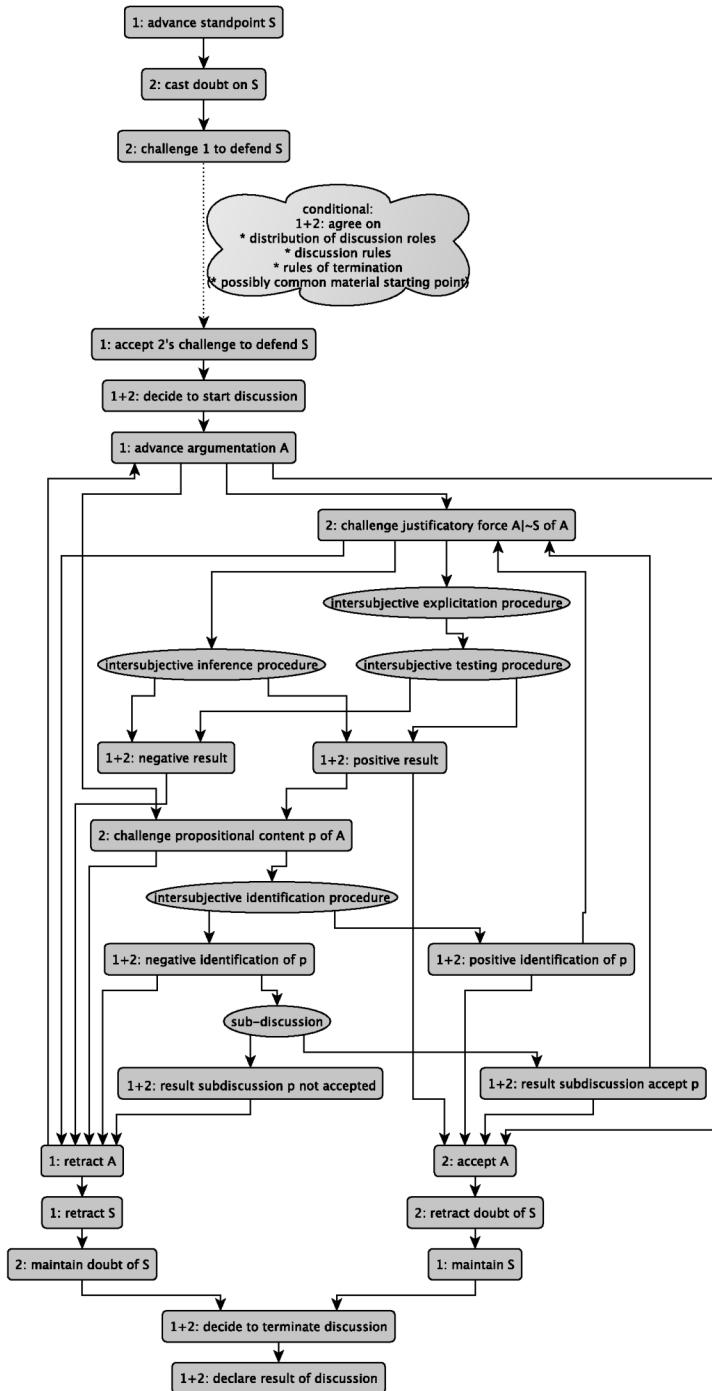 1: advance standpoint S
2: cast doubt on S
2: challenge 1 to defend S
conditional:
1+2: agree on
* distribution of discussion roles
* discussion rules
* rules of termination
(* possibly common material starting point)
1: accept 2's challenge to defend S
1+2: decide to start discussion
1: advance argumentation A
2: challenge justificatory force A|~S of A
intersubjective explicitation procedure
intersubjective inference procedure
intersubjective testing procedure
1+2: negative result
1+2: positive result
2: challenge propositional content p of A
intersubjective identification procedure
1+2: negative identification of p
1+2: positive identification of p
sub-discussion
1+2: result subdiscussion p not accepted
1+2: result subdiscussion accept p
1: retract A
2: accept A
1: retract S
2: retract doubt of S
2: maintain doubt of S
1: maintain S
1+2: decide to terminate discussion
1+2: declare result of discussion